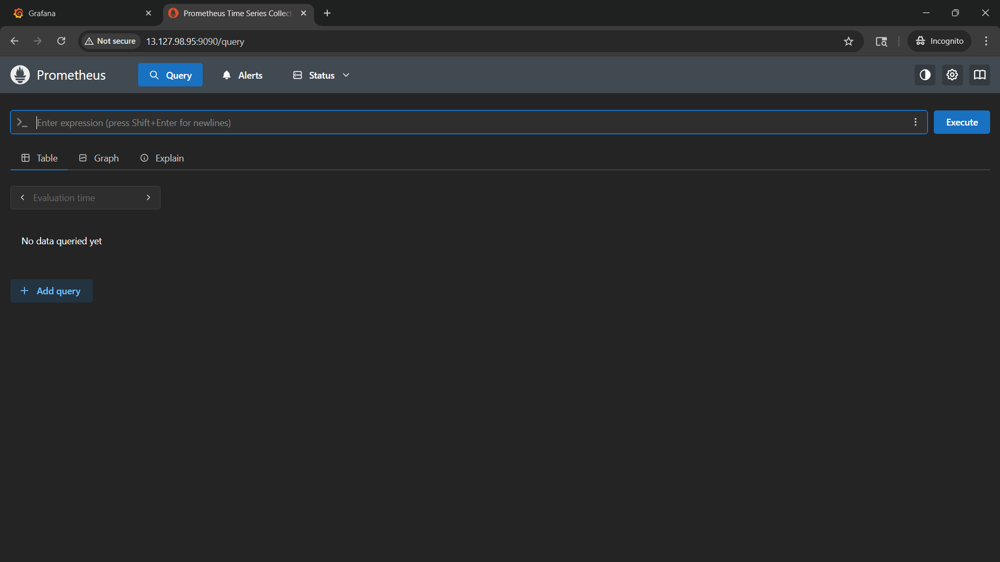 Grafana
Prometheus Time Series Collect
Not secure
13.127.98.95:9090/query
Incognito
Prometheus
Query
Alerts
Status
Enter expression (press Shift+Enter for newlines)
Execute
Table
Graph
Explain
Evaluation time
No data queried yet
Add query